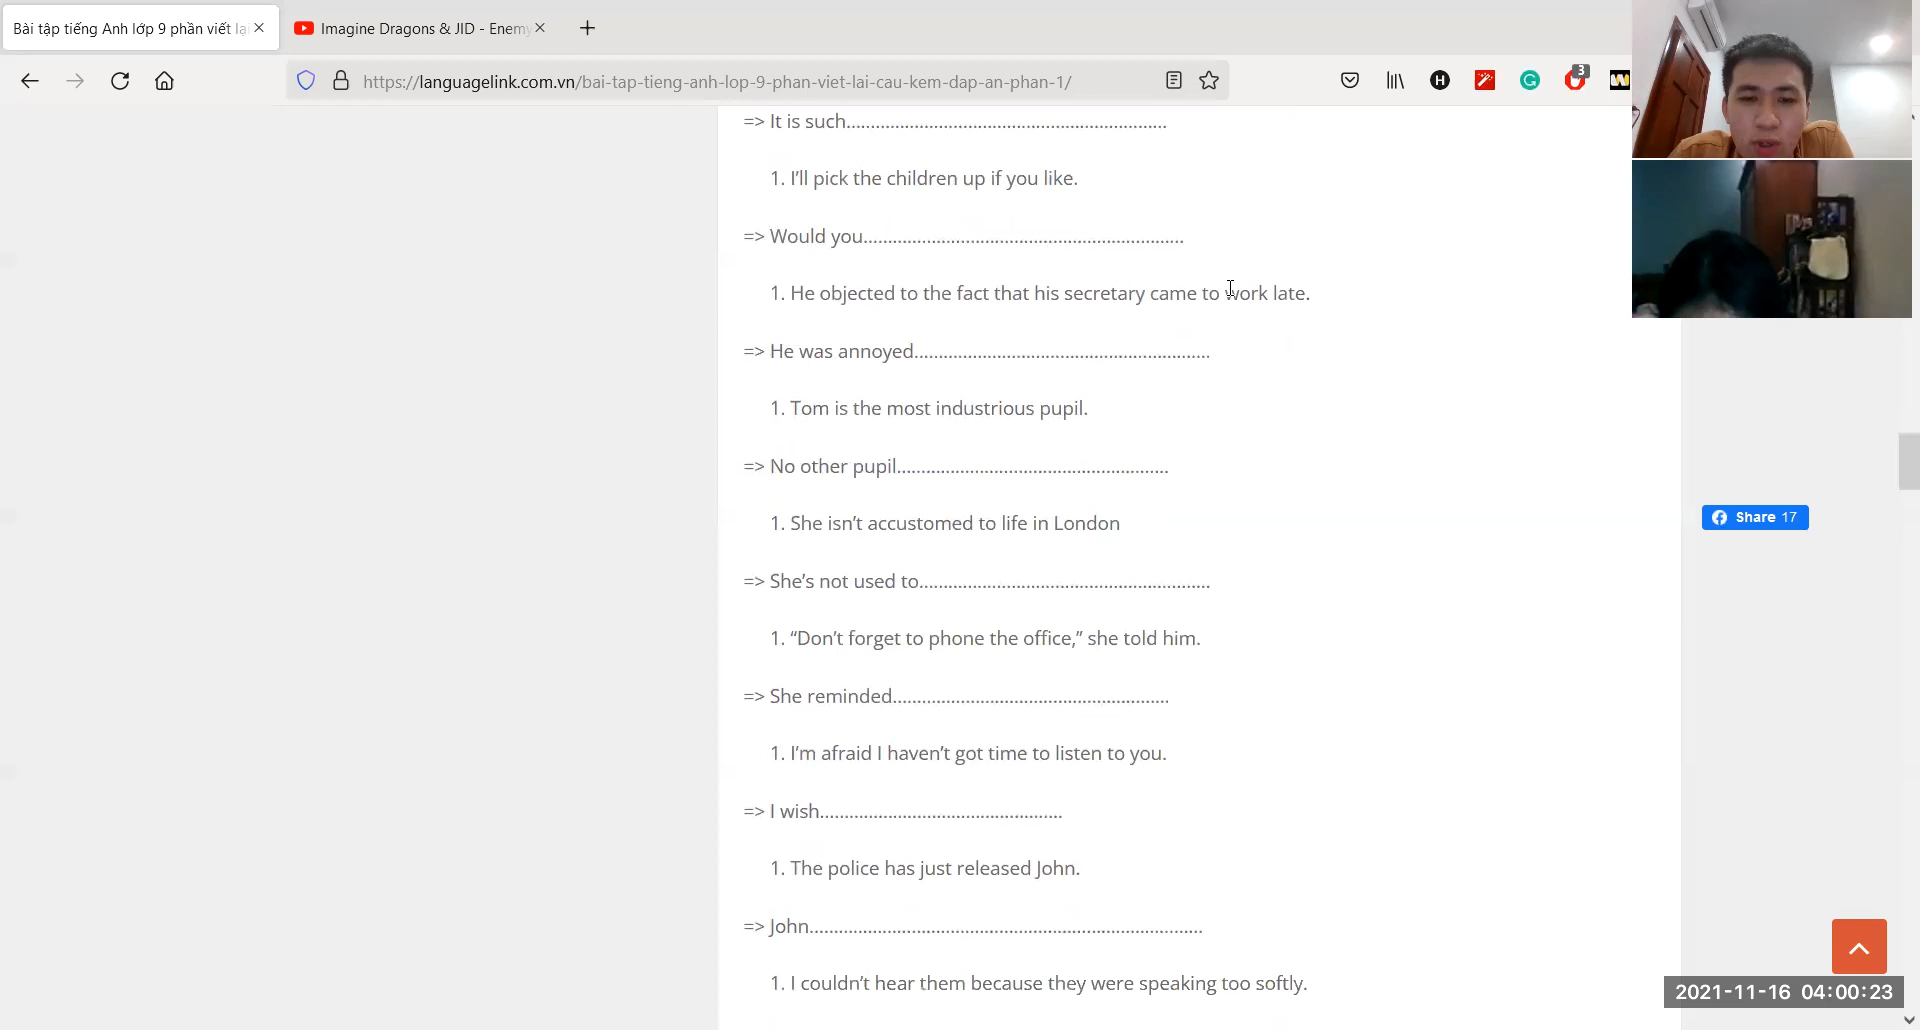 Bài tập tiếng Anh lớp 9 phần viết lại
Imagine Dragons & JID - Enemy
https://languagelink.com.vn/bai-tap-tieng-anh-lop-9-phan-viet-lai-cau-kem-dap-an-phan-1/
3
=> It is such..................................................................
1. I’ll pick the children up if you like.
=> Would you..................................................................
1. He objected to the fact that his secretary came to work late.
=> He was annoyed.............................................................
1. Tom is the most industrious pupil.
=> No other pupil........................................................
1. She isn’t accustomed to life in London
=> She’s not used to............................................................
1. “Don’t forget to phone the office,” she told him.
=> She reminded.........................................................
1. I’m afraid I haven’t got time to listen to you.
=> I wish..................................................
1. The police has just released John.
=> John.................................................................................
1. I couldn’t hear them because they were speaking too softly.
Share 17
2021-11-16 04:00:23